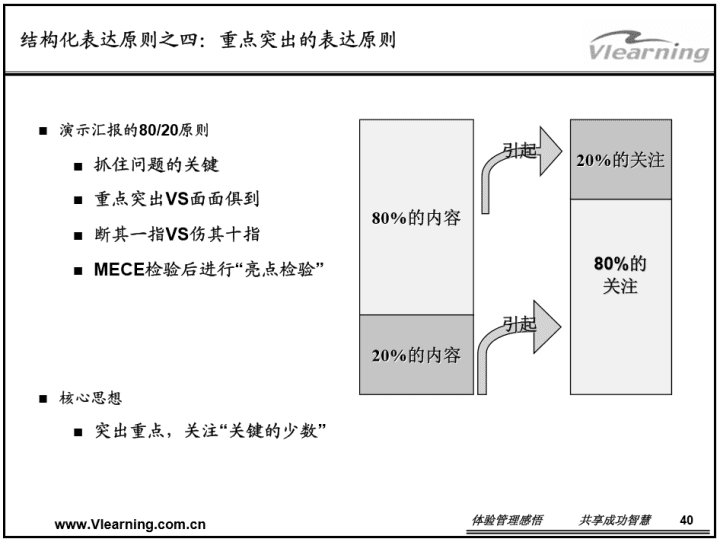 结构化表达原则之四：重点突出的表达原则
Vlearning
演示汇报的80/20原则
抓住问题的关键
重点突出VS面面俱到
断其一指VS伤其十指
MECE检验后进行“亮点检验”
核心思想
突出重点，关注“关键的少数”
80%的内容
20%的内容
引起
引起
20%的关注
80%的
关注
www.Vlearning.com.cn
体验管理感悟 共享成功智慧 40